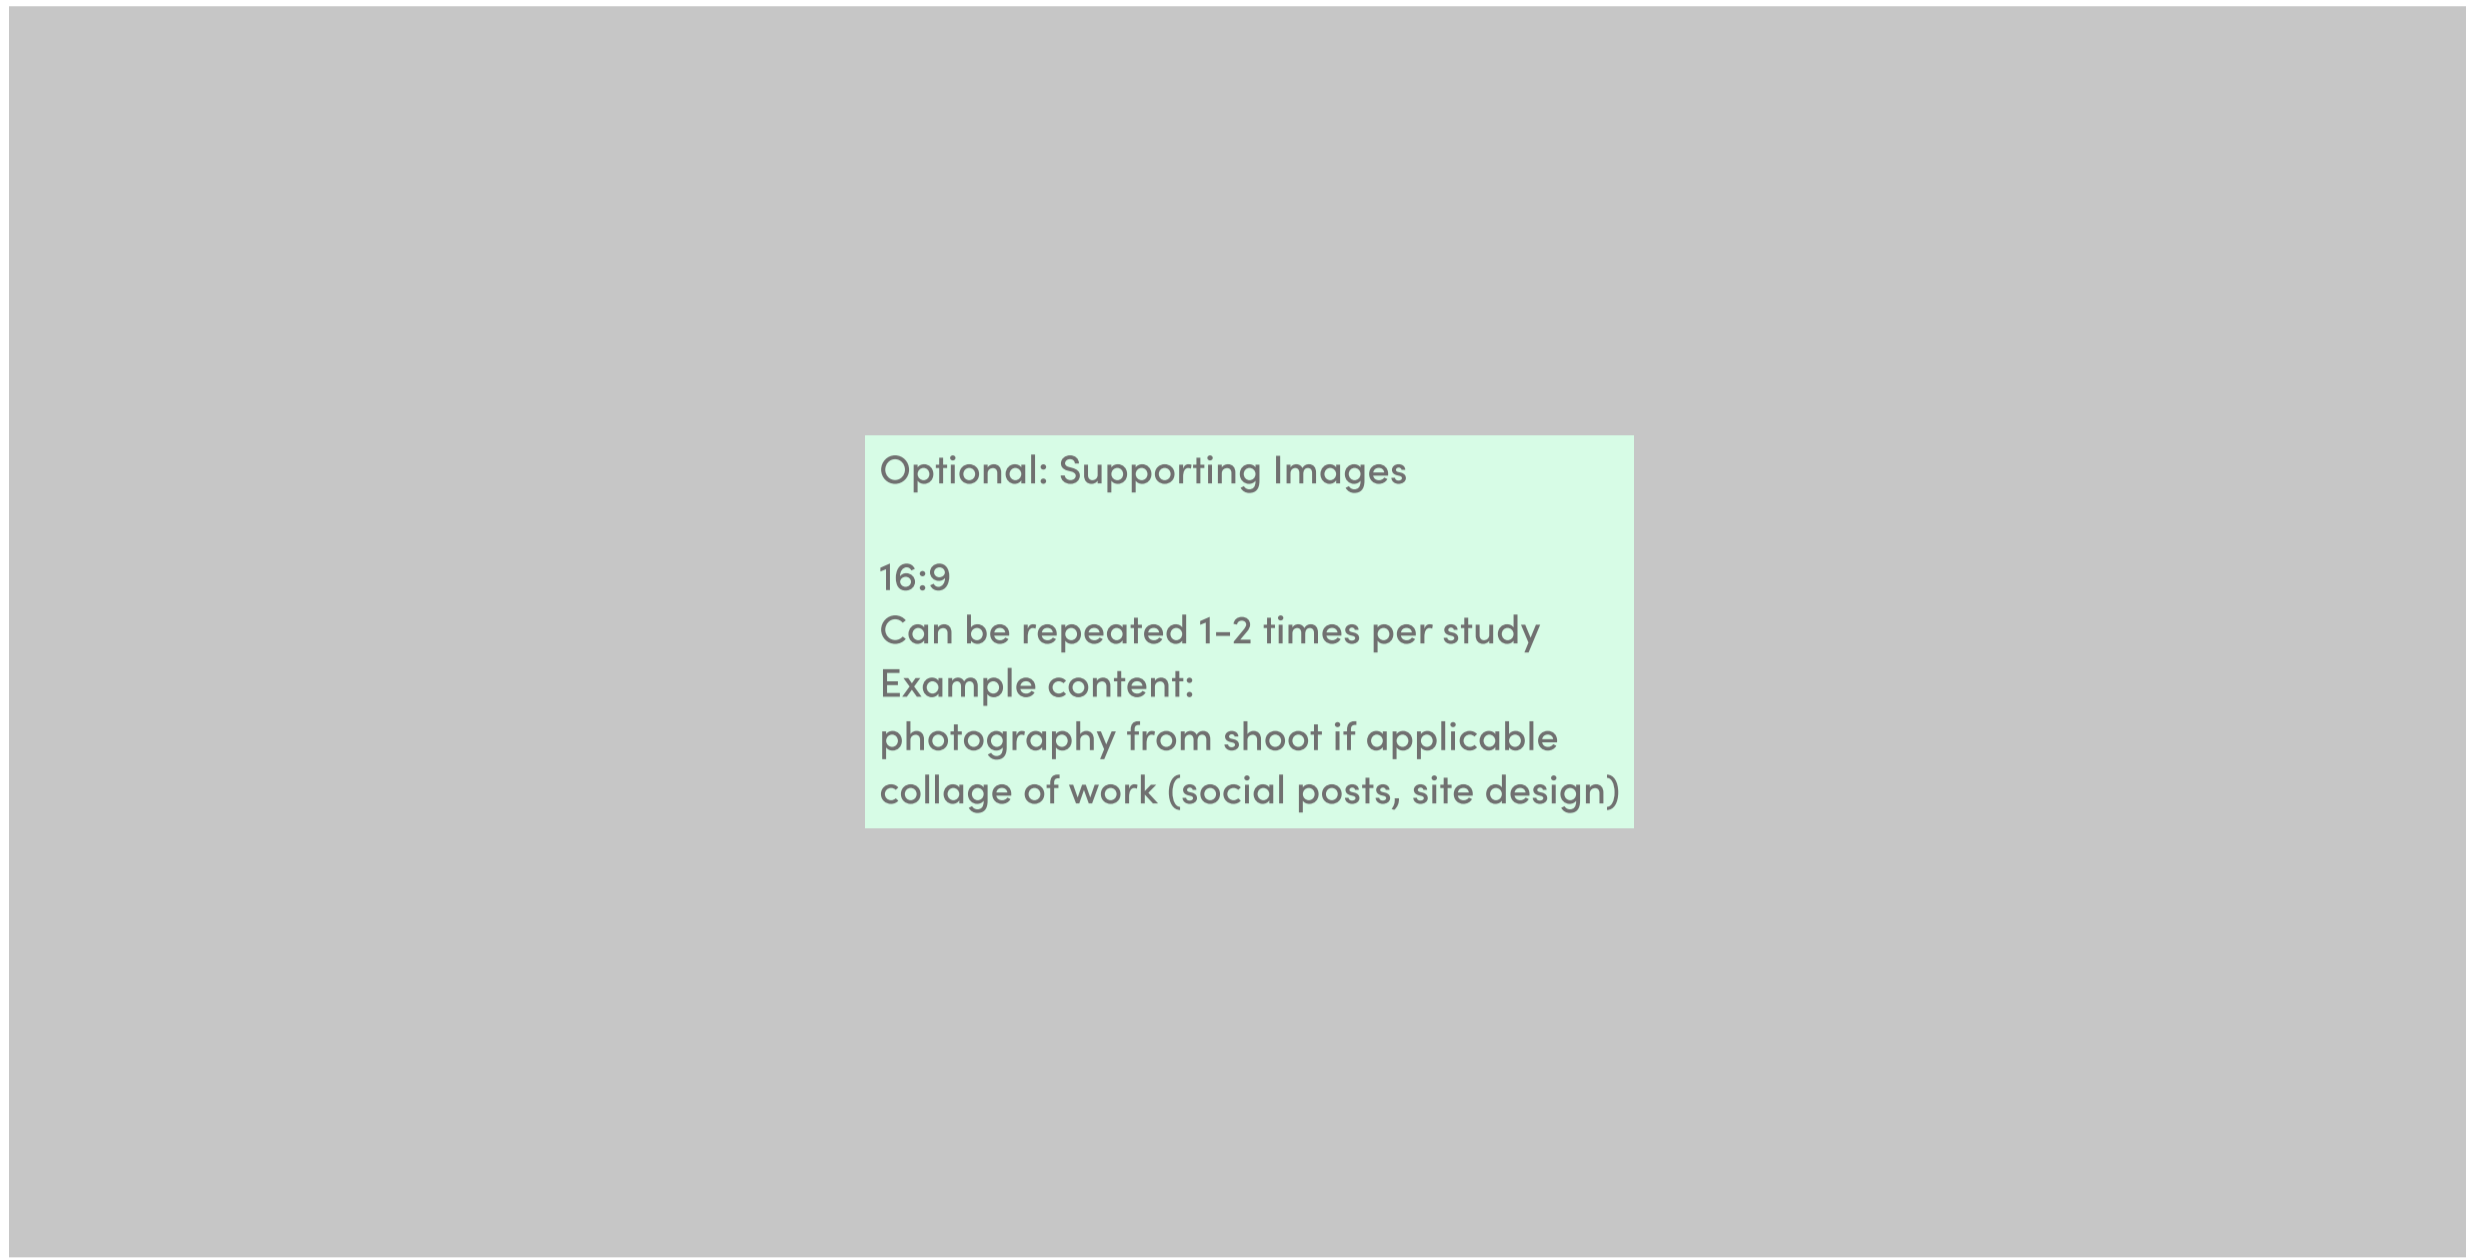 Optional: Supporting Images
16:9
Can be repeated 1-2 times per study
Example content:
photography from shoot if applicable
collage of work (social posts, site design)